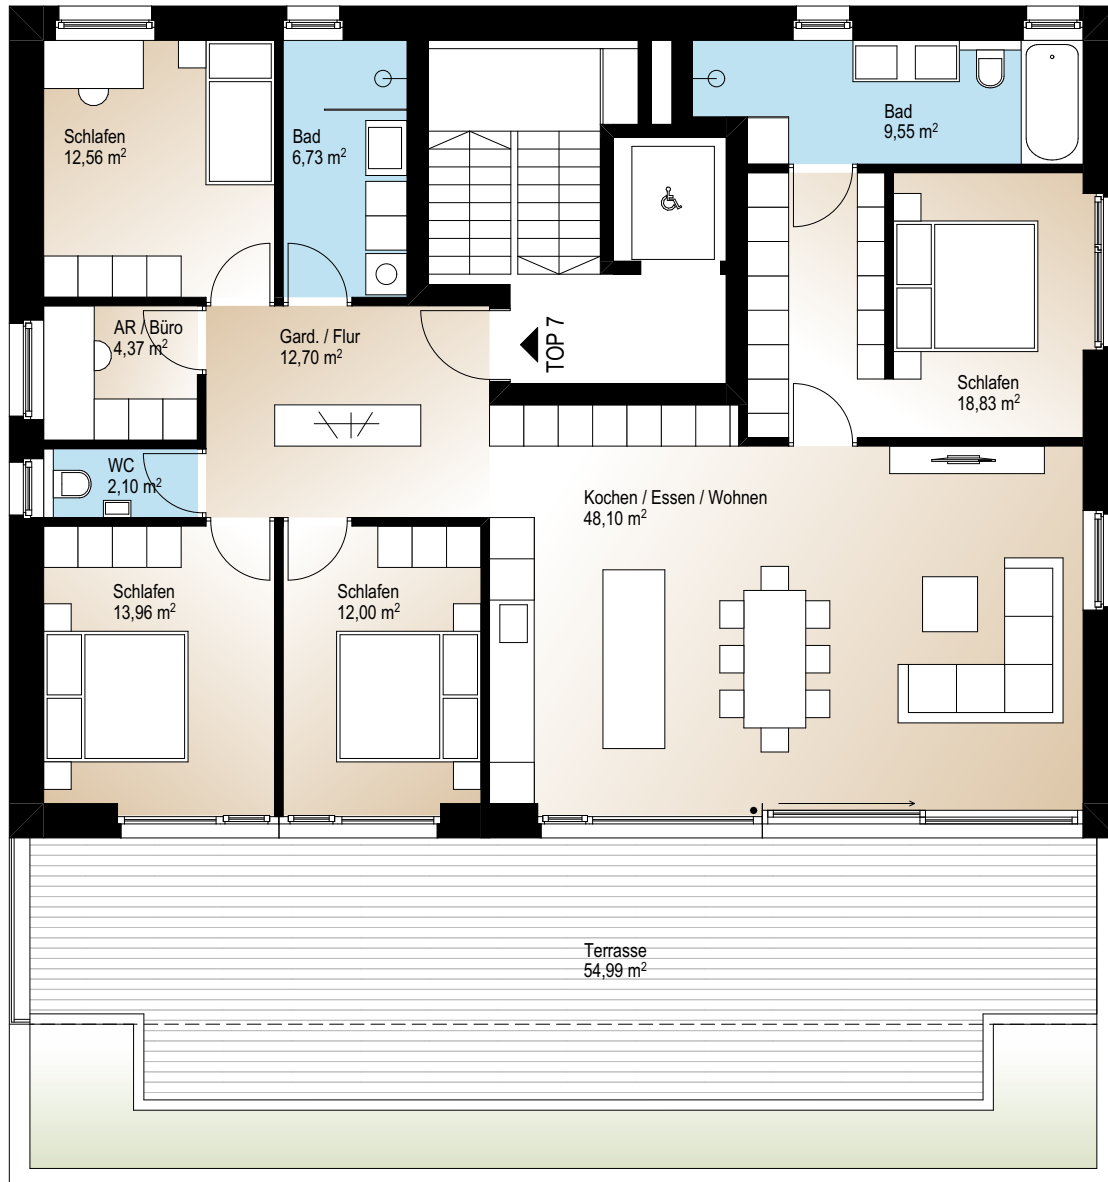 Schlafen
12,56 m²
Bad
6,73 m²
Bad
9,55 m²
AR / Büro
4,37 m²
Gard. / Flur
12,70 m²
TOP 7
Schlafen
18,83 m²
WC
2,10 m²
Kochen / Essen / Wohnen
48,10 m²
Schlafen
13,96 m²
Schlafen
12,00 m²
Terrasse
54,99 m²